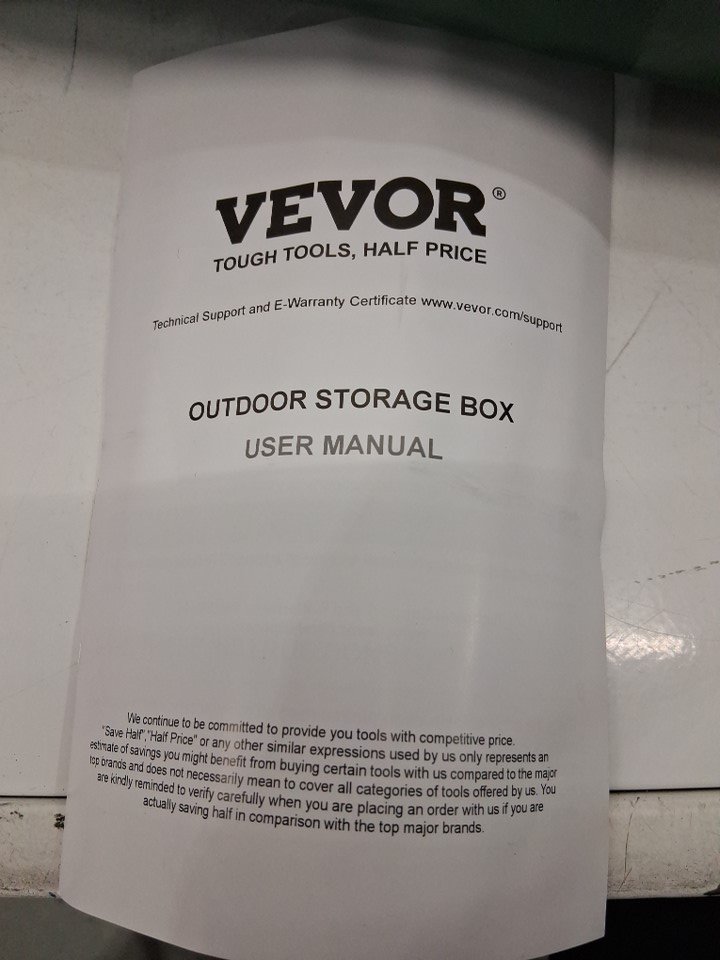 VEVOR®
TOUGH TOOLS, HALF PRICE
Technical Support and E-Warranty Certificate www.vevor.com/support
OUTDOOR STORAGE BOX
USER MANUAL
We continue to be committed to provide you tools with competitive price.
"Save Half", "Half Price" or any other similar expressions used by us only represents an
estimate of savings you might benefit from buying certain tools with us compared to the major
top brands and does not necessarily mean to cover all categories of tools offered by us. You
are kindly reminded to verify carefully when you are placing an order with us if you are
actually saving half in comparison with the top major brands.